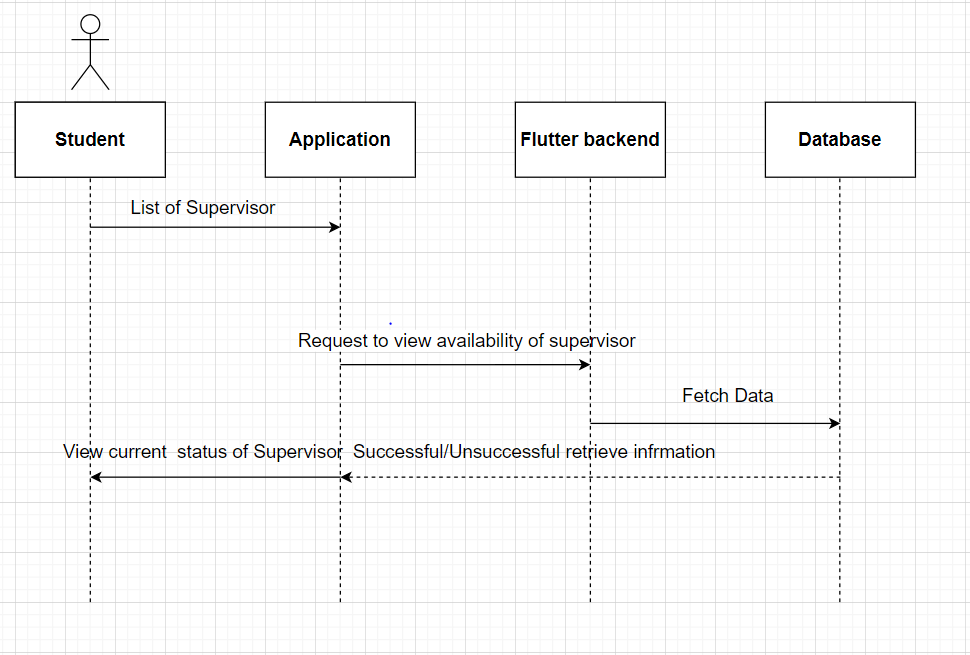 Student
Application
Flutter backend
Database
List of Supervisor
Request to view availability of supervisor
Fetch Data
View current  status of Supervisor
Successful/Unsuccessful retrieve infrmation